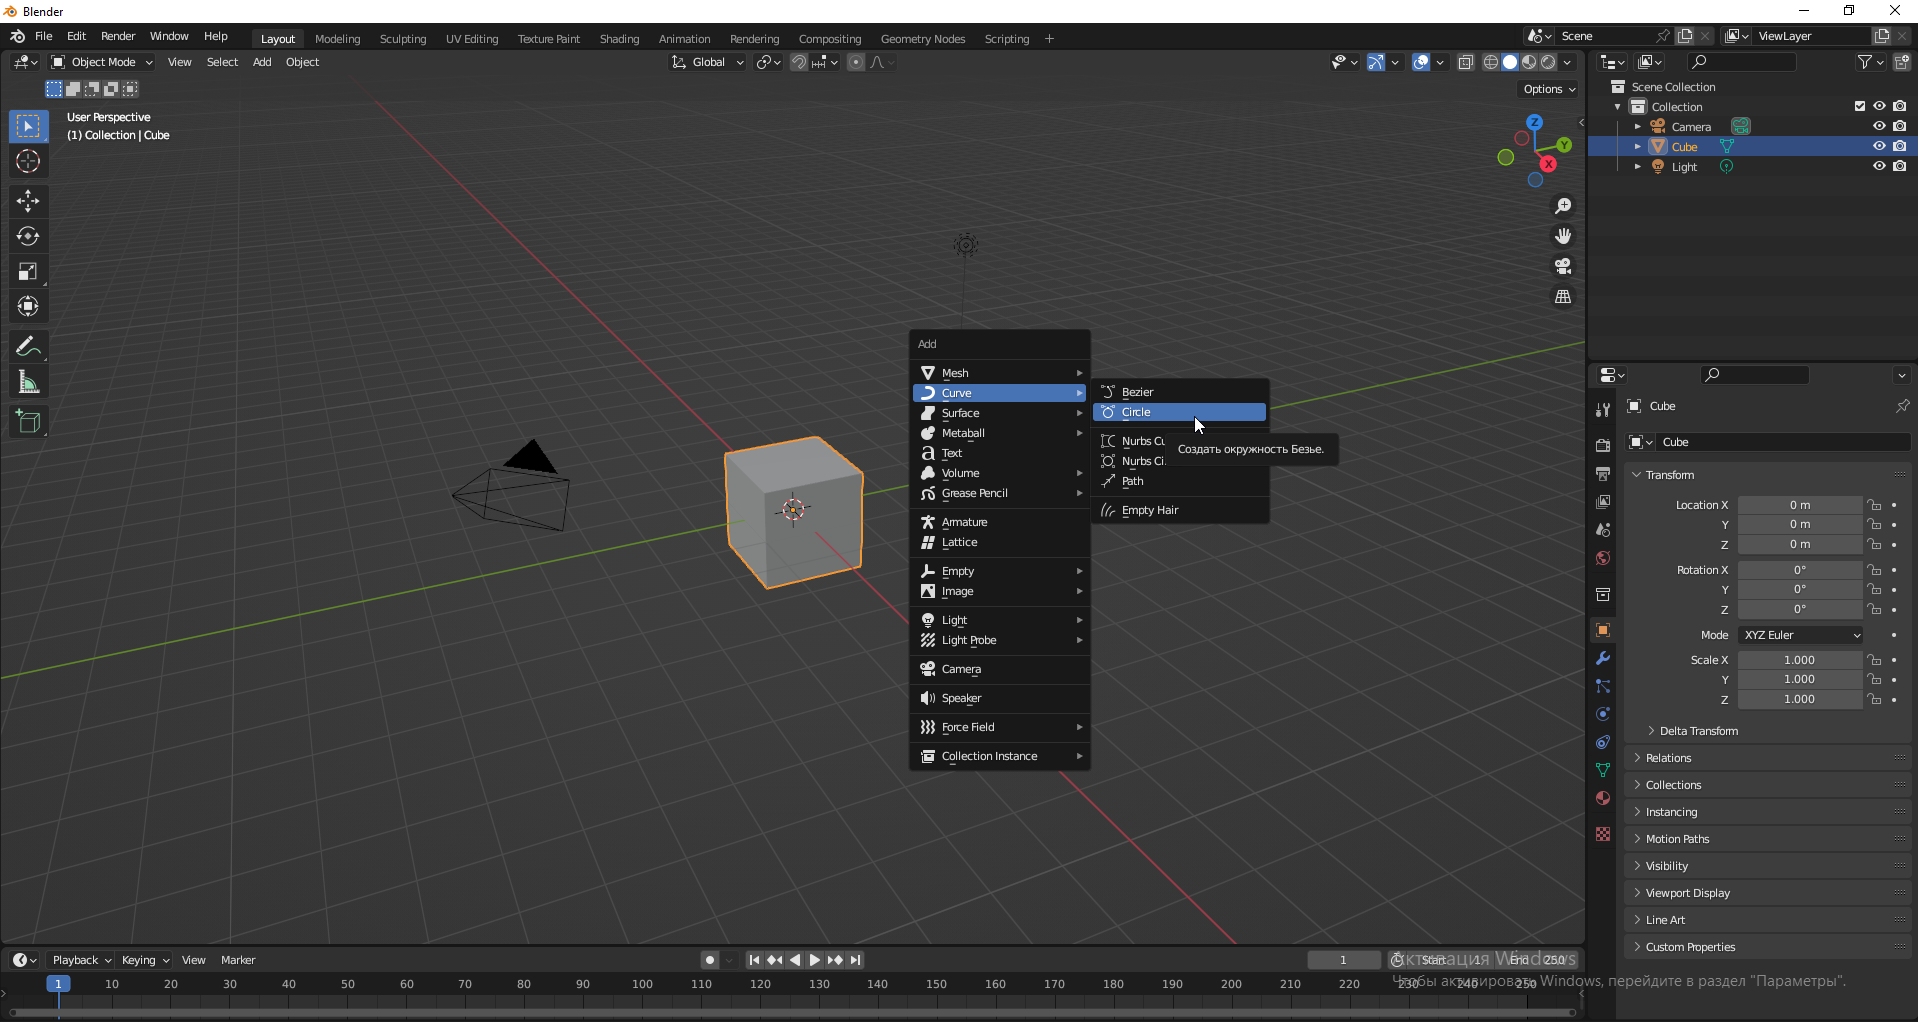 Blender
File Edit Render Window Help Layout Modeling Sculpting UV Editing Texture Paint Shading Animation Rendering Compositing Geometry Nodes Scripting + Scene ViewLayer
Object Mode View Select Add Object Global
Options
User Perspective
(1) Collection | Cube
Z
Y
X
Scene Collection
Collection
Camera
Cube
Light
Add
Mesh
Curve
Surface
Metaball
Text
Volume
Grease Pencil
Armature
Lattice
Empty
Image
Light
Light Probe
Camera
Speaker
Force Field
Collection Instance
Bezier
Circle
Nurbs Cu
Nurbs Ci
Path
Empty Hair
Создать окружность Безье.
Cube
Cube
Transform
Location X 0 m
Y 0 m
Z 0 m
Rotation X 0°
Y 0°
Z 0°
Mode XYZ Euler
Scale X 1.000
Y 1.000
Z 1.000
Delta Transform
Relations
Collections
Instancing
Motion Paths
Visibility
Viewport Display
Line Art
Custom Properties
Playback Keying View Marker 1 Start 1 End 250
1 10 20 30 40 50 60 70 80 90 100 110 120 130 140 150 160 170 180 190 200 210 220 230 240 250
Активация Windows
Чтобы активировать Windows, перейдите в раздел "Параметры".